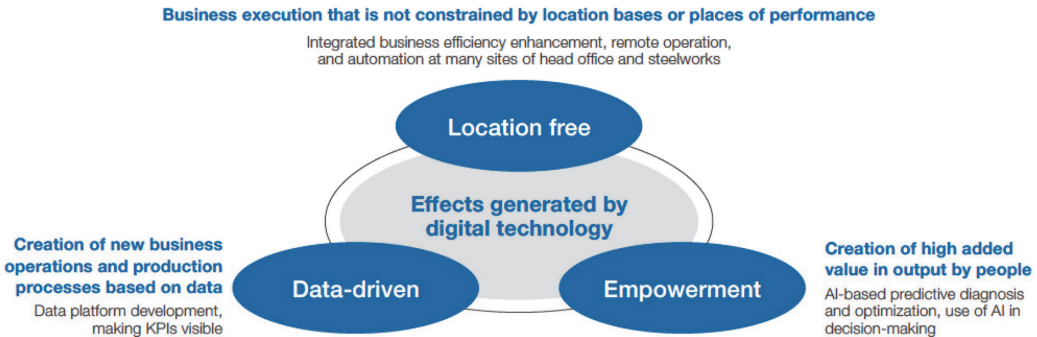 Business execution that is not constrained by location bases or places of performance
Integrated business efficiency enhancement, remote operation,
and automation at many sites of head office and steelworks
Location free
Effects generated by
digital technology
Creation of new business
operations and production
processes based on data
Data platform development,
making KPIs visible
Data-driven
Empowerment
Creation of high added
value in output by people
AI-based predictive diagnosis
and optimization, use of AI in
decision-making